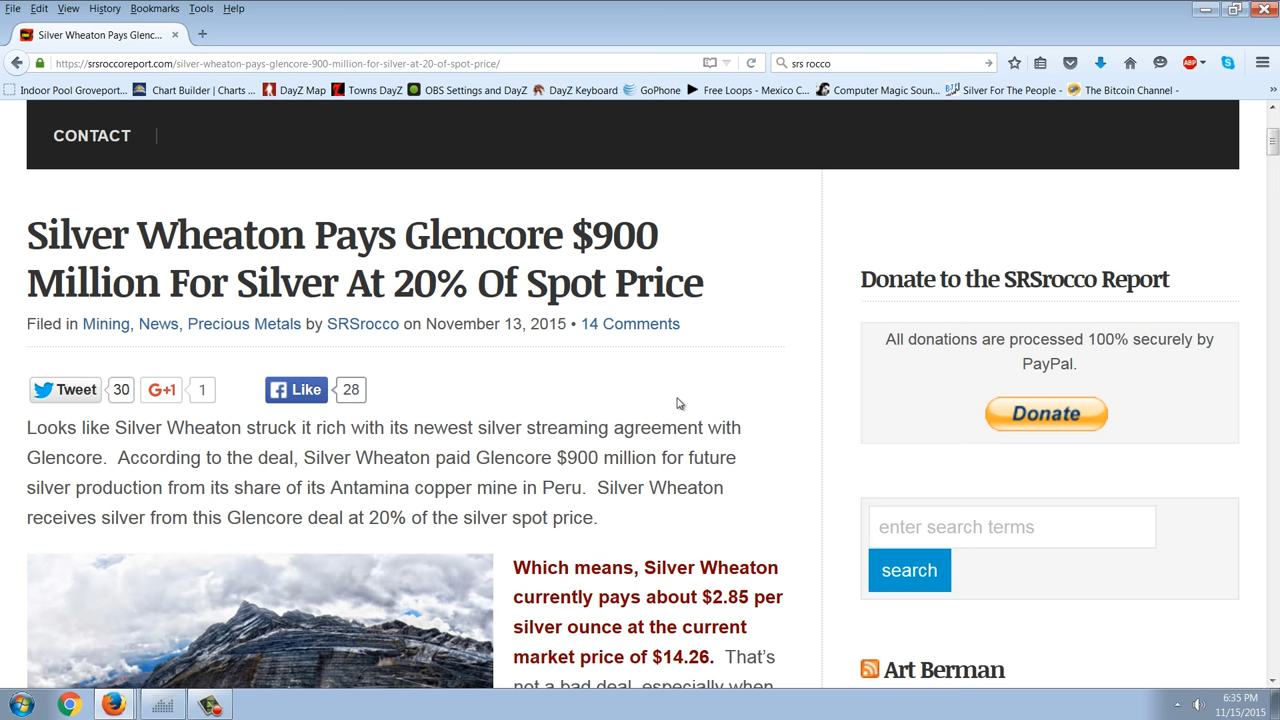 File Edit View History Bookmarks Tools Help
Silver Wheaton Pays Glenc...
https://srsroccoreport.com/silver-wheaton-pays-glencore-900-million-for-silver-at-20-of-spot-price/
srs rocco
ABP
Indoor Pool Groveport... Chart Builder | Charts ... DayZ Map Towns DayZ OBS Settings and DayZ DayZ Keyboard GoPhone Free Loops - Mexico C... Computer Magic Soun... Silver For The People - ... The Bitcoin Channel - ...
CONTACT
Silver Wheaton Pays Glencore $900
Million For Silver At 20% Of Spot Price
Filed in Mining, News, Precious Metals by SRSrocco on November 13, 2015 • 14 Comments
Tweet 30 G+1 1 Like 28
Looks like Silver Wheaton struck it rich with its newest silver streaming agreement with
Glencore. According to the deal, Silver Wheaton paid Glencore $900 million for future
silver production from its share of its Antamina copper mine in Peru. Silver Wheaton
receives silver from this Glencore deal at 20% of the silver spot price.
Which means, Silver Wheaton
currently pays about $2.85 per
silver ounce at the current
market price of $14.26. That's
not a bad deal, especially when
Donate to the SRSrocco Report
All donations are processed 100% securely by
PayPal.
Donate
enter search terms
search
Art Berman
6:35 PM
11/15/2015